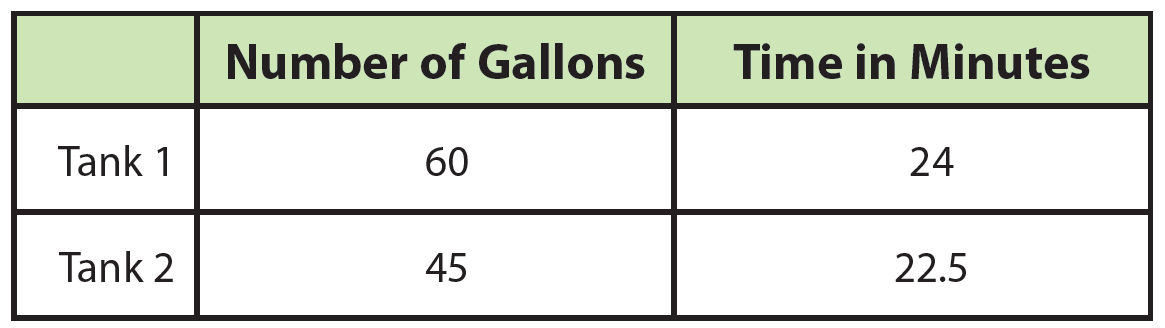 Number of Gallons Time in Minutes
Tank 1 60 24
Tank 2 45 22.5